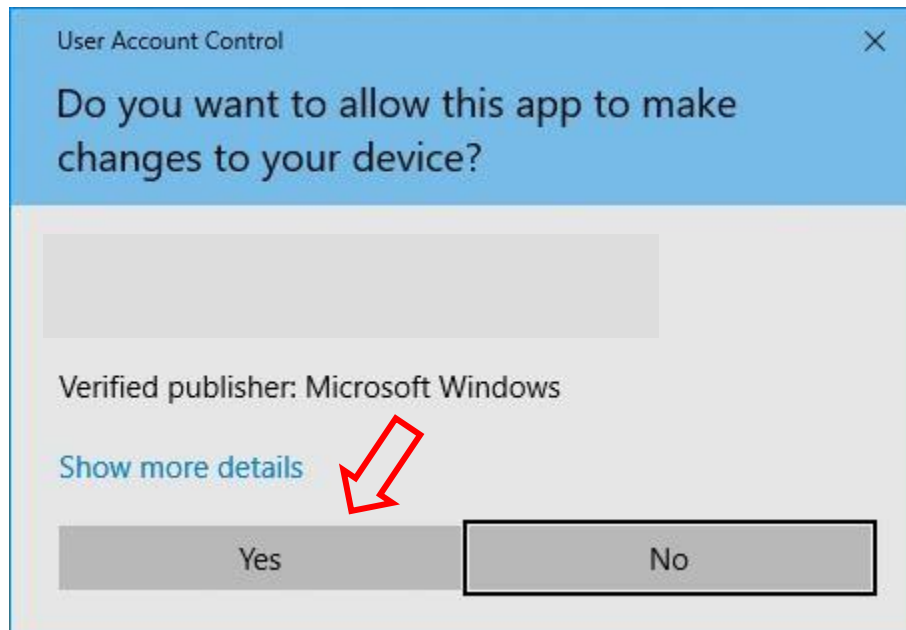 User Account Control
Do you want to allow this app to make
changes to your device?
Verified publisher: Microsoft Windows
Show more details
Yes
No